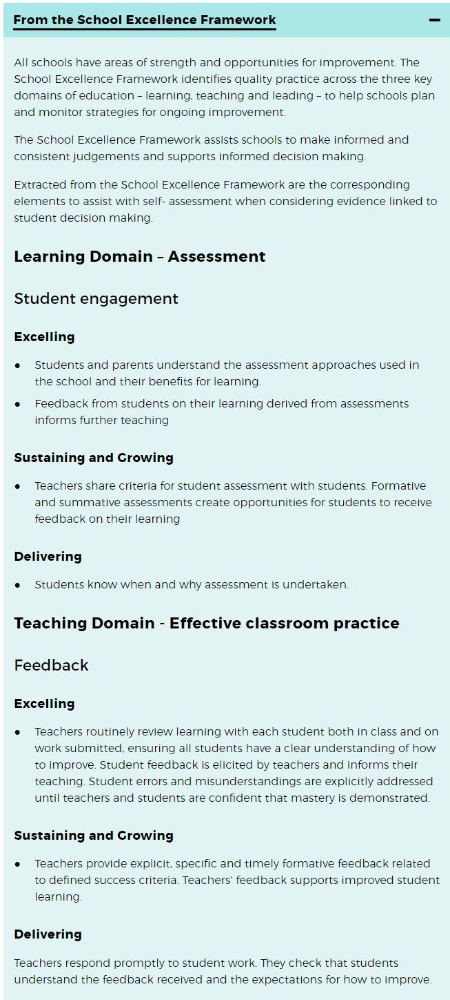 From the School Excellence Framework
All schools have areas of strength and opportunities for improvement. The
School Excellence Framework identifies quality practice across the three key
domains of education – learning, teaching and leading – to help schools plan
and monitor strategies for ongoing improvement.
The School Excellence Framework assists schools to make informed and
consistent judgements and supports informed decision making.
Extracted from the School Excellence Framework are the corresponding
elements to assist with self- assessment when considering evidence linked to
student decision making.
Learning Domain – Assessment
Student engagement
Excelling
● Students and parents understand the assessment approaches used in
the school and their benefits for learning.
● Feedback from students on their learning derived from assessments
informs further teaching
Sustaining and Growing
● Teachers share criteria for student assessment with students. Formative
and summative assessments create opportunities for students to receive
feedback on their learning
Delivering
● Students know when and why assessment is undertaken.
Teaching Domain - Effective classroom practice
Feedback
Excelling
● Teachers routinely review learning with each student both in class and on
work submitted, ensuring all students have a clear understanding of how
to improve. Student feedback is elicited by teachers and informs their
teaching. Student errors and misunderstandings are explicitly addressed
until teachers and students are confident that mastery is demonstrated.
Sustaining and Growing
● Teachers provide explicit, specific and timely formative feedback related
to defined success criteria. Teachers’ feedback supports improved student
learning.
Delivering
Teachers respond promptly to student work. They check that students
understand the feedback received and the expectations for how to improve.